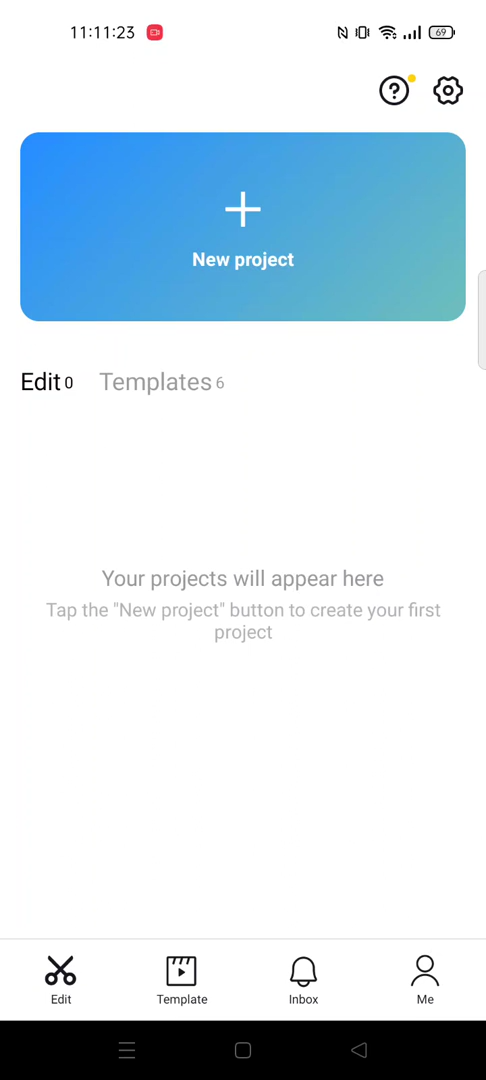 11:11:23 69
New project
Edit 0 Templates 6
Your projects will appear here
Tap the "New project" button to create your first
project
Edit Template Inbox Me